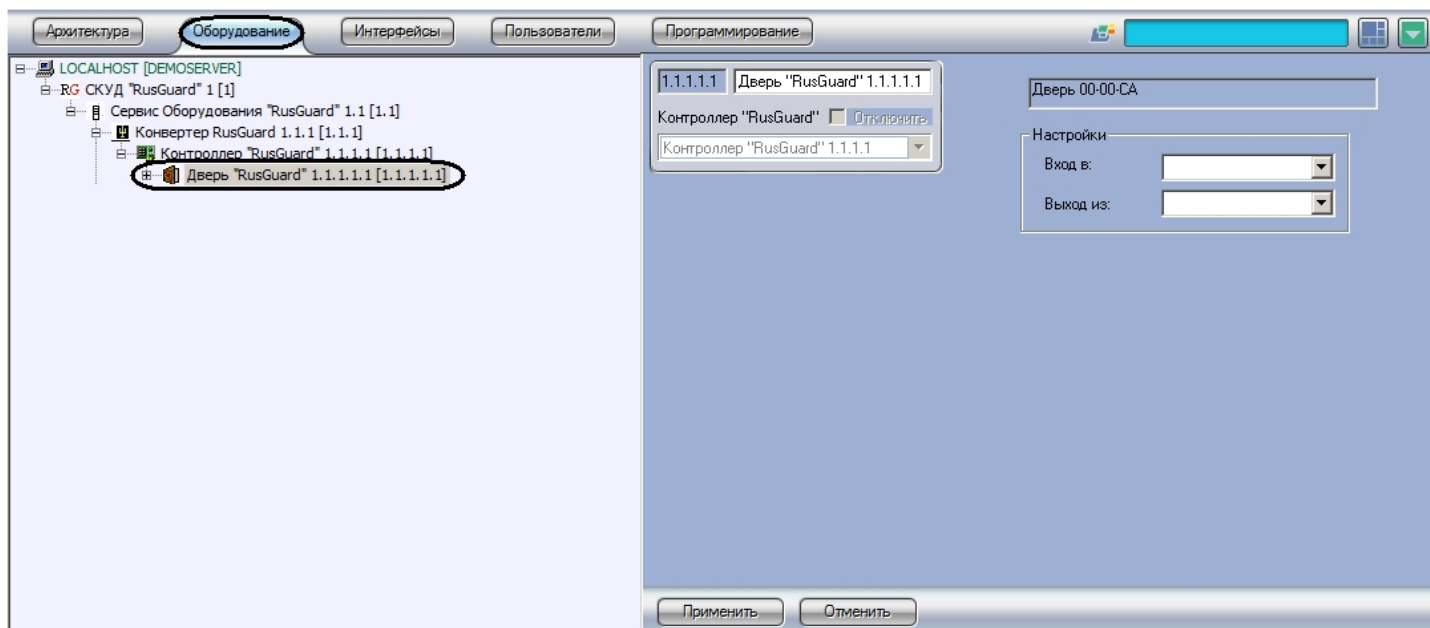 Архитектура Оборудование Интерфейсы Пользователи Программирование
LOCALHOST [DEMOSERVER]
RG СКУД "RusGuard" 1 [1]
Сервис Оборудования "RusGuard" 1.1 [1.1]
Конвертер RusGuard 1.1.1 [1.1.1]
Контроллер "RusGuard" 1.1.1.1 [1.1.1.1]
Дверь "RusGuard" 1.1.1.1.1 [1.1.1.1.1]
1.1.1.1.1 Дверь "RusGuard" 1.1.1.1.1
Контроллер "RusGuard" Отключить
Контроллер "RusGuard" 1.1.1.1
Дверь 00-00-CA
Настройки
Вход в:
Выход из:
Применить Отменить